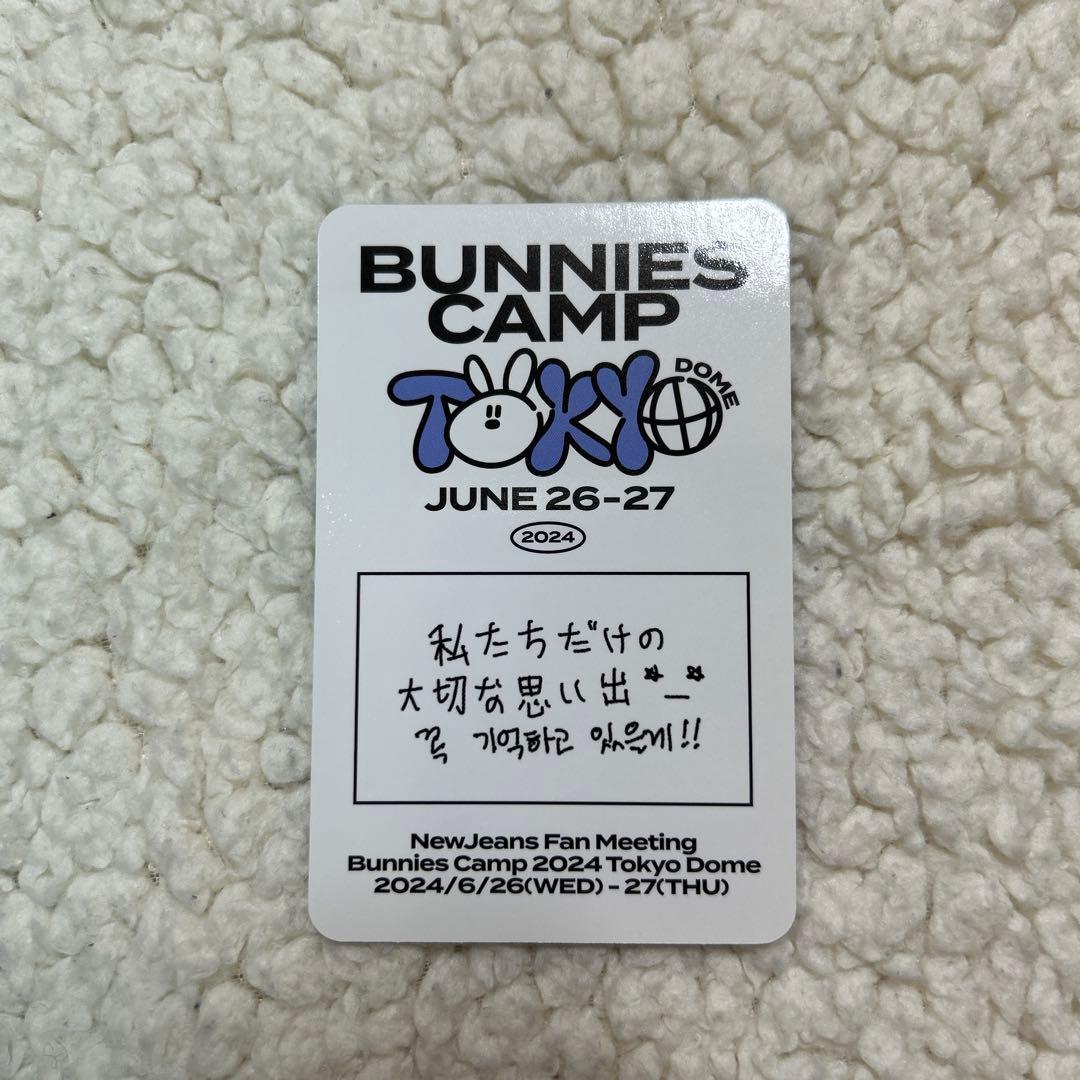 BUNNIES
CAMP
TOKYO DOME
JUNE 26-27
2024
私たちだけの
大切な思い出 *_*
꼭 기억하고 있을게!!
NewJeans Fan Meeting
Bunnies Camp 2024 Tokyo Dome
2024/6/26(WED) - 27(THU)